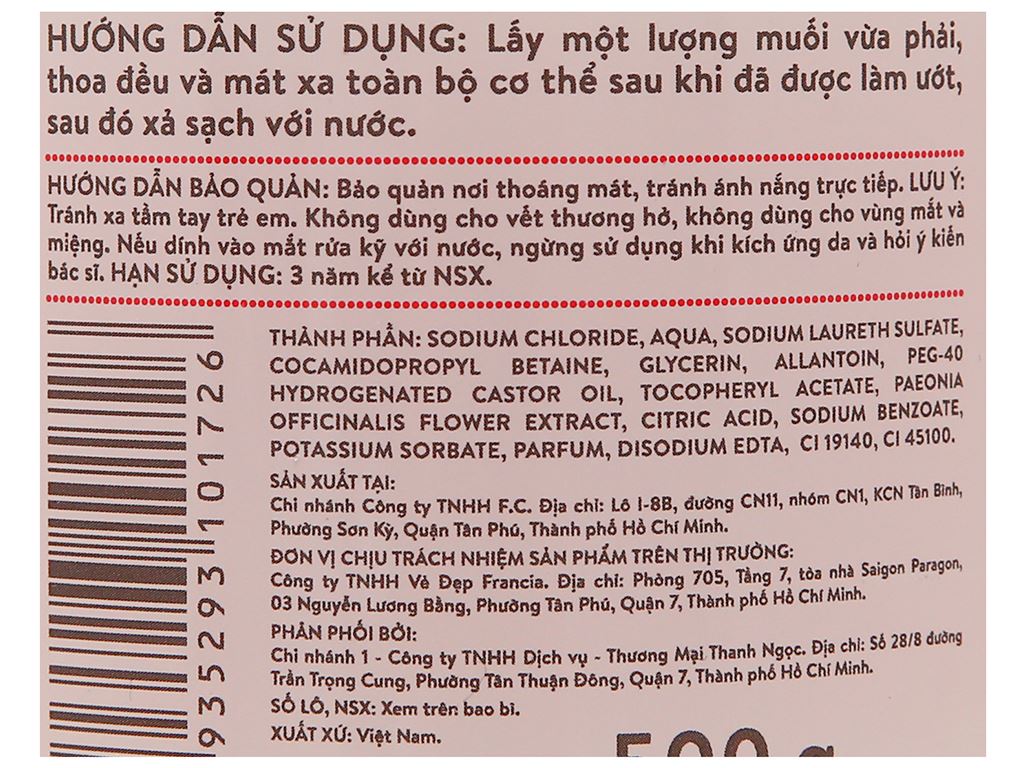 HƯỚNG DẪN SỬ DỤNG: Lấy một lượng muối vừa phải,
thoa đều và mát xa toàn bộ cơ thể sau khi đã được làm ướt,
sau đó xả sạch với nước.
HƯỚNG DẪN BẢO QUẢN: Bảo quản nơi thoáng mát, tránh ánh nắng trực tiếp. LƯU Ý:
Tránh xa tầm tay trẻ em. Không dùng cho vết thương hở, không dùng cho vùng mắt và
miệng. Nếu dính vào mắt rửa kỹ với nước, ngừng sử dụng khi kích ứng da và hỏi ý kiến
bác sĩ. HẠN SỬ DỤNG: 3 năm kể từ NSX.
THÀNH PHẦN: SODIUM CHLORIDE, AQUA, SODIUM LAURETH SULFATE,
COCAMIDOPROPYL BETAINE, GLYCERIN, ALLANTOIN, PEG-40
HYDROGENATED CASTOR OIL, TOCOPHERYL ACETATE, PAEONIA
OFFICINALIS FLOWER EXTRACT, CITRIC ACID, SODIUM BENZOATE,
POTASSIUM SORBATE, PARFUM, DISODIUM EDTA, CI 19140, CI 45100.
SẢN XUẤT TẠI:
Chi nhánh Công ty TNHH F.C. Địa chỉ: Lô I-8B, đường CN11, nhóm CN1, KCN Tân Bình,
Phường Sơn Kỳ, Quận Tân Phú, Thành phố Hồ Chí Minh.
ĐƠN VỊ CHỊU TRÁCH NHIỆM SẢN PHẨM TRÊN THỊ TRƯỜNG:
Công ty TNHH Vẻ Đẹp Francia. Địa chỉ: Phòng 705, Tầng 7, tòa nhà Saigon Paragon,
03 Nguyễn Lương Bằng, Phường Tân Phú, Quận 7, Thành phố Hồ Chí Minh.
PHÂN PHỐI BỞI:
Chi nhánh 1 - Công ty TNHH Dịch vụ - Thương Mại Thanh Ngọc. Địa chỉ: Số 28/8 đường
Trần Trọng Cung, Phường Tân Thuận Đông, Quận 7, Thành phố Hồ Chí Minh.
SỐ LÔ, NSX: Xem trên bao bì.
XUẤT XỨ: Việt Nam.
500 g
9 352931 101726